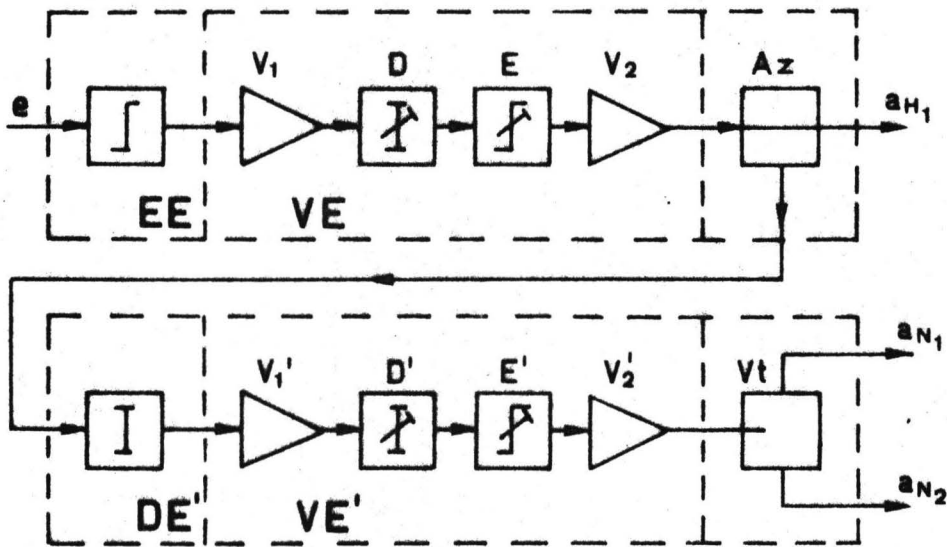 V₁ D E V₂ Az
e aH₁
EE VE
V₁' D' E' V₂' Vt aN₁
aN₂
DE' VE'